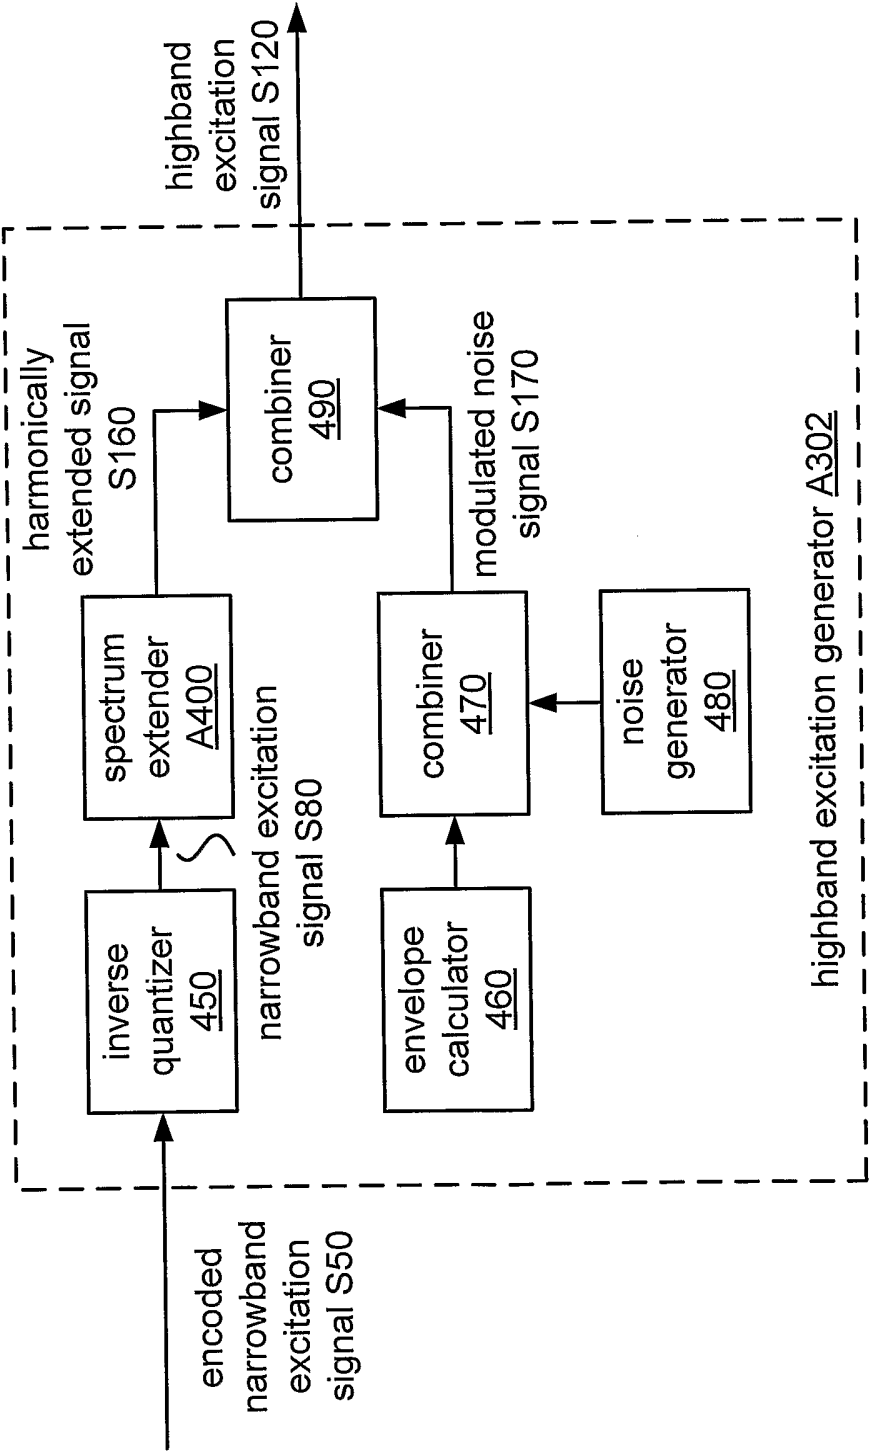 encoded
narrowband
excitation
signal S50
inverse
quantizer
450
narrowband excitation
signal S80
spectrum
extender
A400
harmonically
extended signal
S160
envelope
calculator
460
combiner
470
noise
generator
480
modulated noise
signal S170
combiner
490
highband
excitation
signal S120
highband excitation generator A302